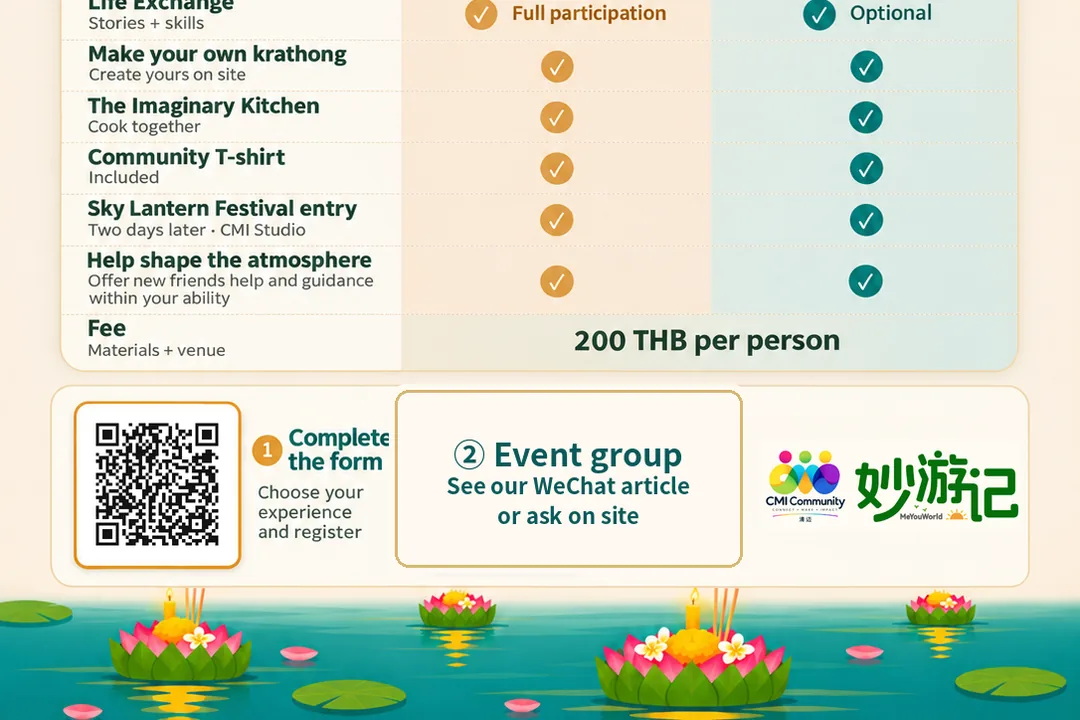 Life Exchange
Stories + skills
Full participation
Optional
Make your own krathong
Create yours on site
The Imaginary Kitchen
Cook together
Community T-shirt
Included
Sky Lantern Festival entry
Two days later · CMI Studio
Help shape the atmosphere
Offer new friends help and guidance
within your ability
Fee
Materials + venue
200 THB per person
1 Complete
the form
Choose your
experience
and register
② Event group
See our WeChat article
or ask on site
CMI Community
CONNECT • MAKE • IMPACT
妙游记
MeYouWorld